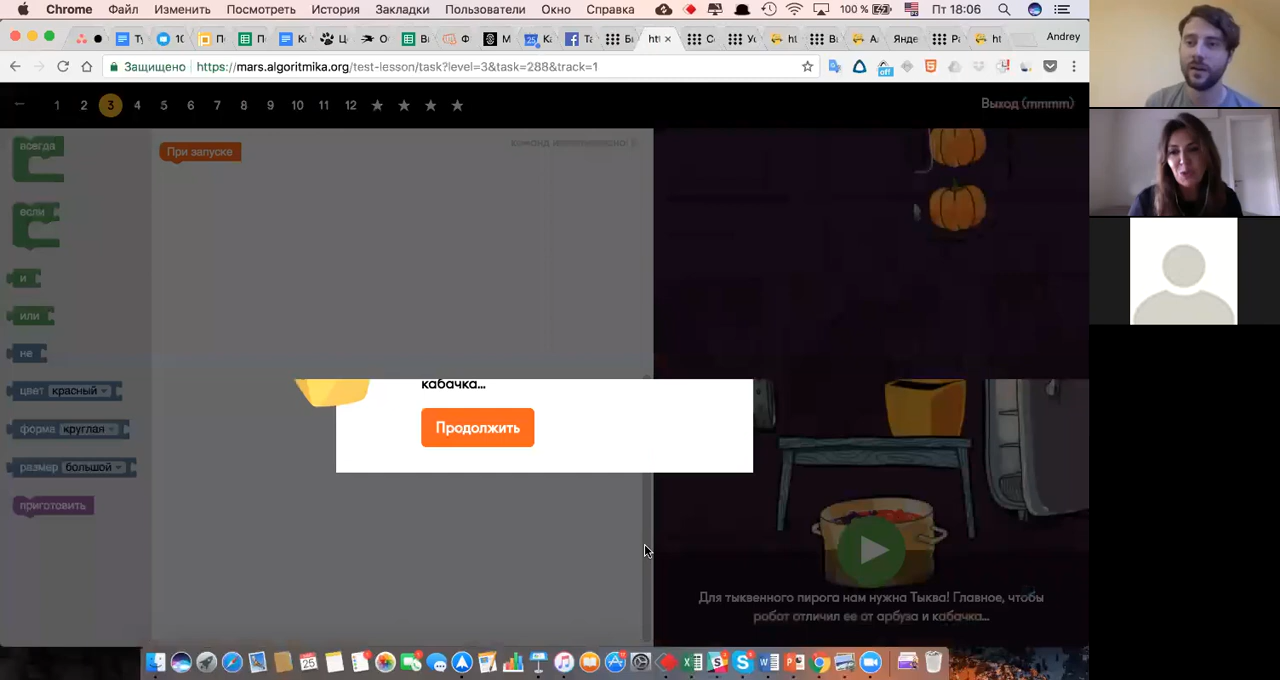 Chrome Файл Изменить Посмотреть История Закладки Пользователи Окно Справка 100 % Пт 18:06
Andrey
Защищено https://mars.algoritmika.org/test-lesson/task?level=3&task=288&track=1
1 2 3 4 5 6 7 8 9 10 11 12
Выход (mmmm)
всегда
При запуске
если
и
или
не
цвет красный
форма круглая
размер большой
приготовить
кабачка...
Продолжить
Для тыквенного пирога нам нужна Тыква! Главное, чтобы
робот отличил ее от арбуза и кабачка...
off
25